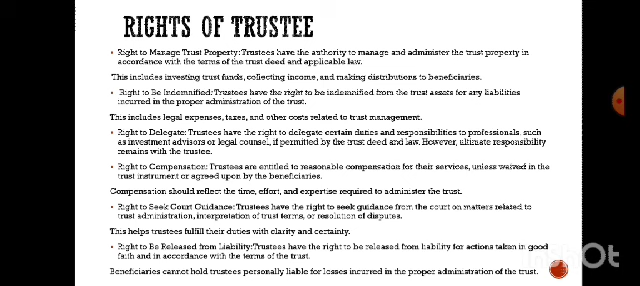 RIGHTS OF TRUSTEE
▪ Right to Manage Trust Property: Trustees have the authority to manage and administer the trust property in
accordance with the terms of the trust deed and applicable law.
This includes investing trust funds, collecting income, and making distributions to beneficiaries.
▪ Right to Be Indemnified: Trustees have the right to be indemnified from the trust assets for any liabilities
incurred in the proper administration of the trust.
This includes legal expenses, taxes, and other costs related to trust management.
▪ Right to Delegate: Trustees have the right to delegate certain duties and responsibilities to professionals, such
as investment advisors or legal counsel, if permitted by the trust deed and law. However, ultimate responsibility
remains with the trustee.
▪ Right to Compensation: Trustees are entitled to reasonable compensation for their services, unless waived in the
trust instrument or agreed upon by the beneficiaries.
Compensation should reflect the time, effort, and expertise required to administer the trust.
▪ Right to Seek Court Guidance: Trustees have the right to seek guidance from the court on matters related to
trust administration, interpretation of trust terms, or resolution of disputes.
This helps trustees fulfill their duties with clarity and certainty.
▪ Right to Be Released from Liability: Trustees have the right to be released from liability for actions taken in good
faith and in accordance with the terms of the trust.
Beneficiaries cannot hold trustees personally liable for losses incurred in the proper administration of the trust.